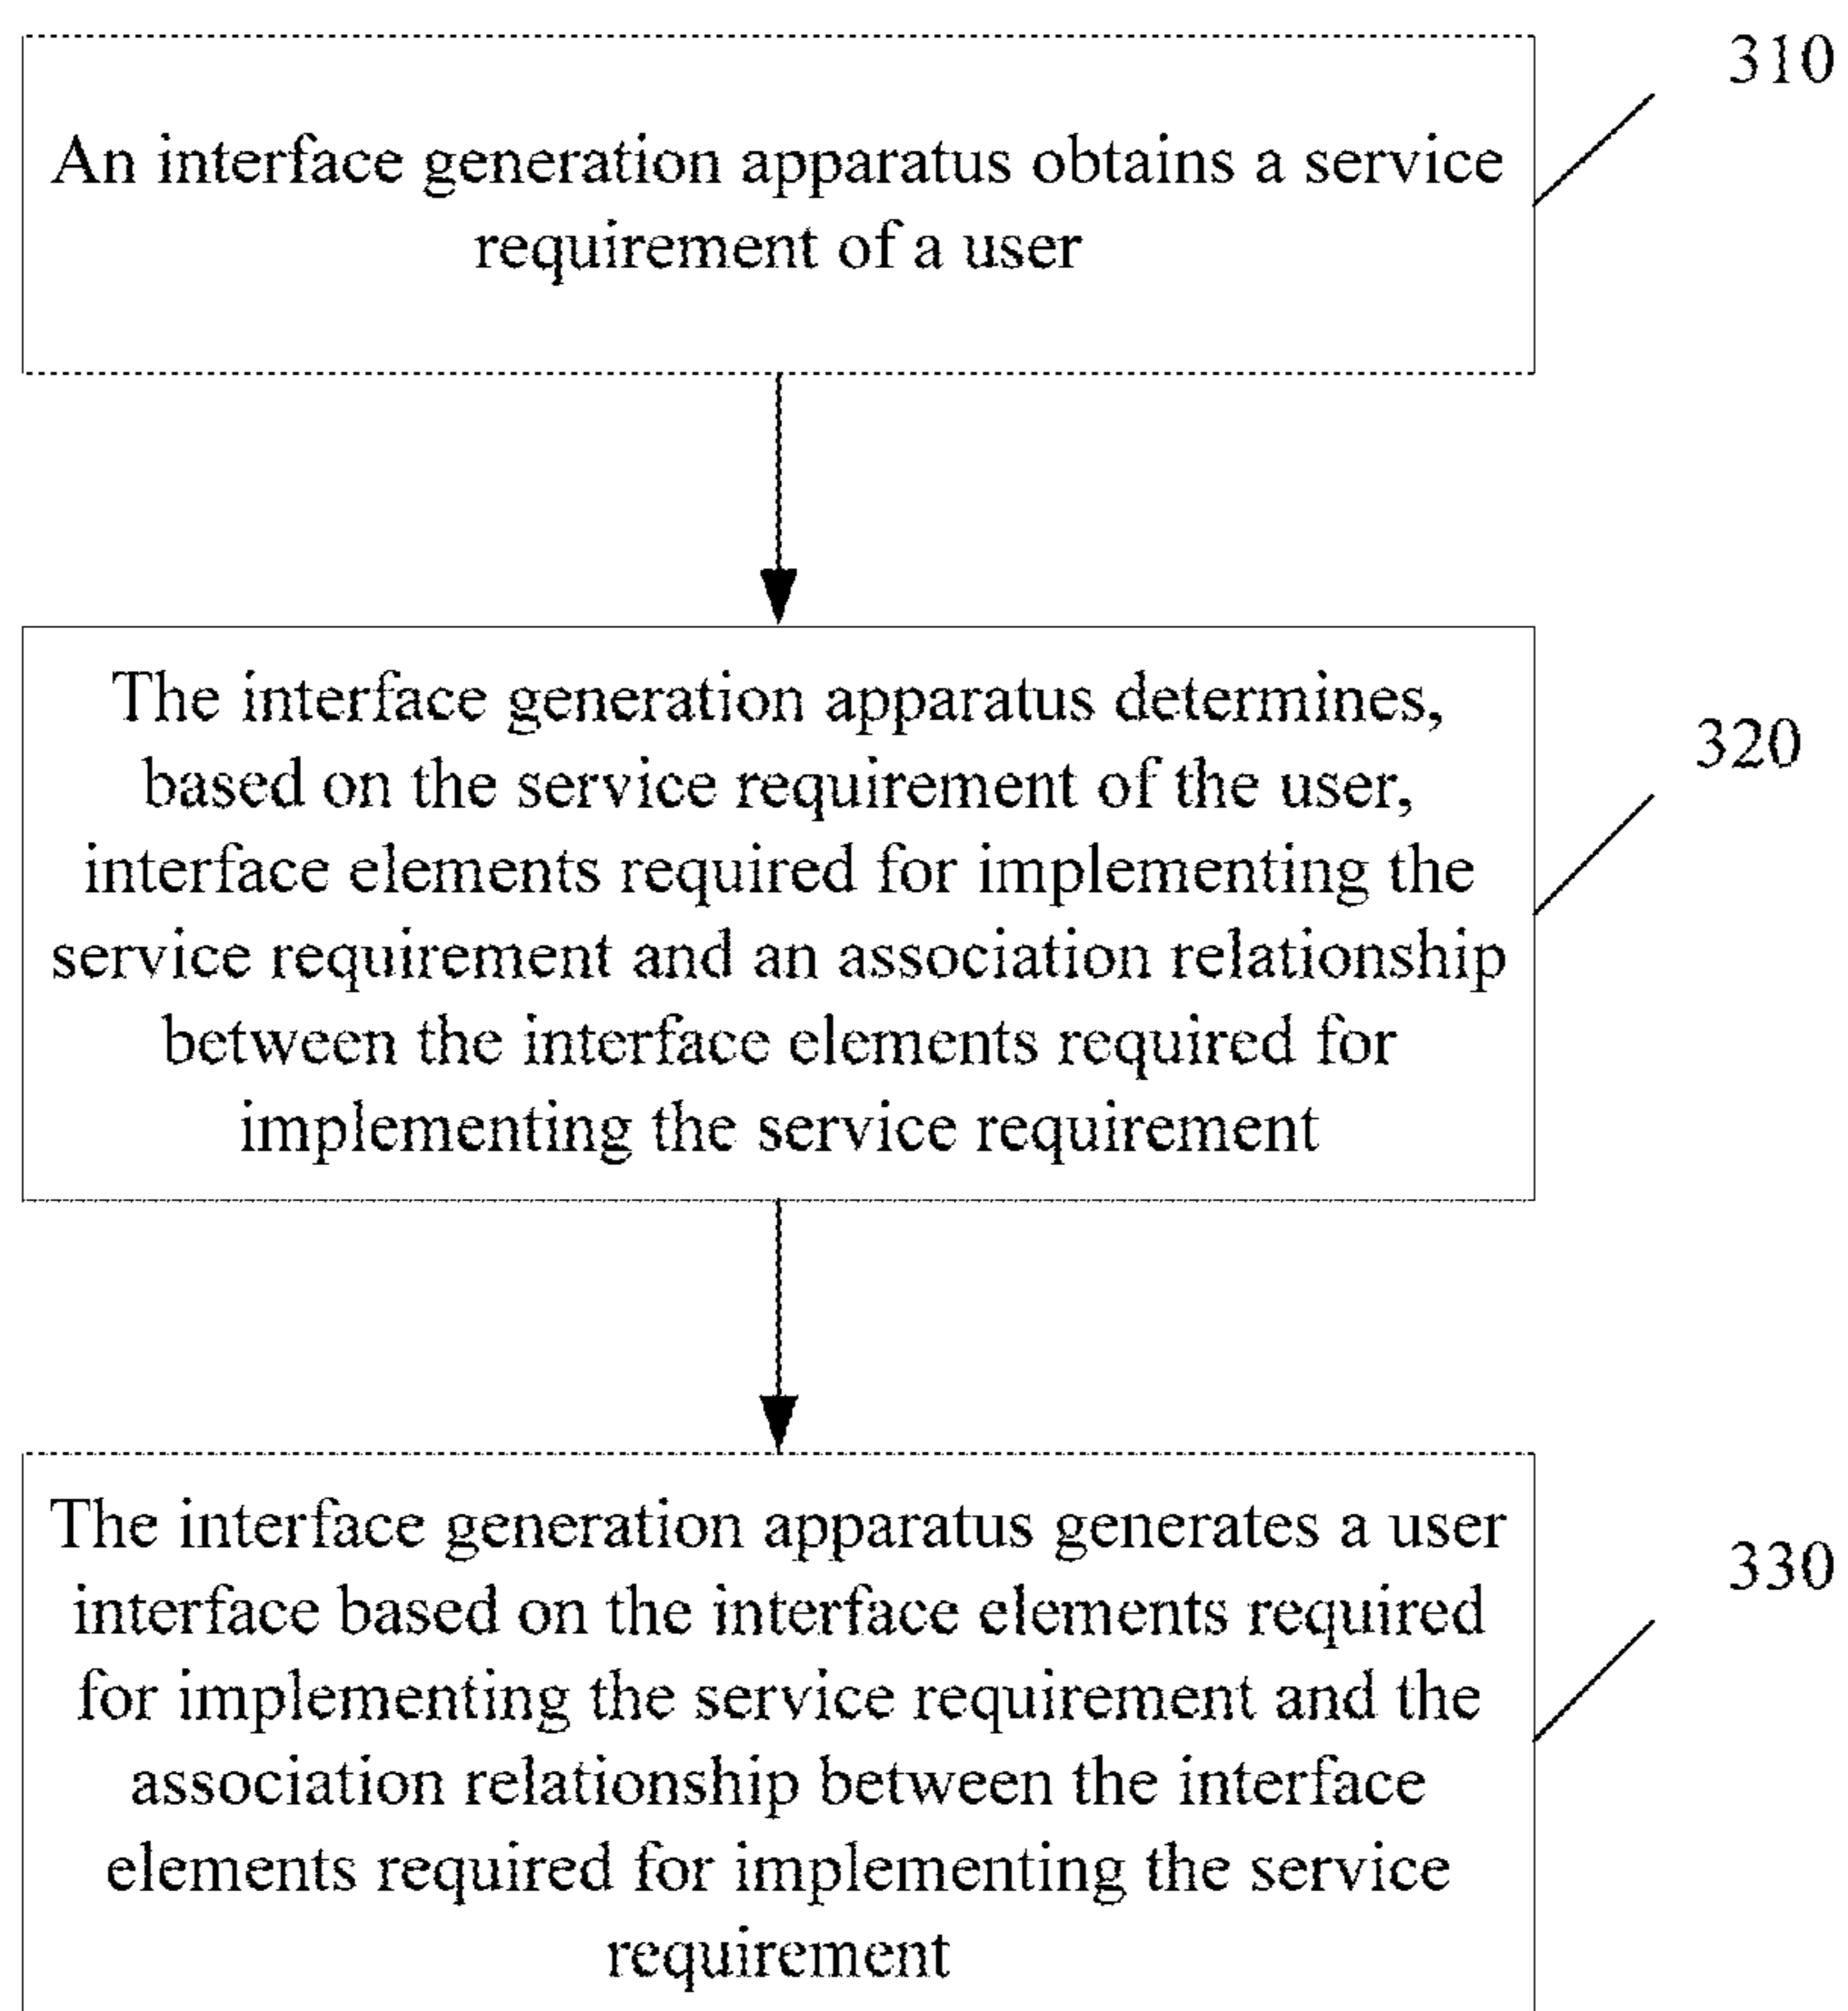 310
An interface generation apparatus obtains a service
requirement of a user
The interface generation apparatus determines,
320
based on the service requirement of the user,
interface elements required for implementing the
service requirement and an association relationship
between the interface elements required for
implementing the service requirement
The interface generation apparatus generates a user
330
interface based on the interface elements required
for implementing the service requirement and the
association relationship between the interface
elements required for implementing the service
requirement